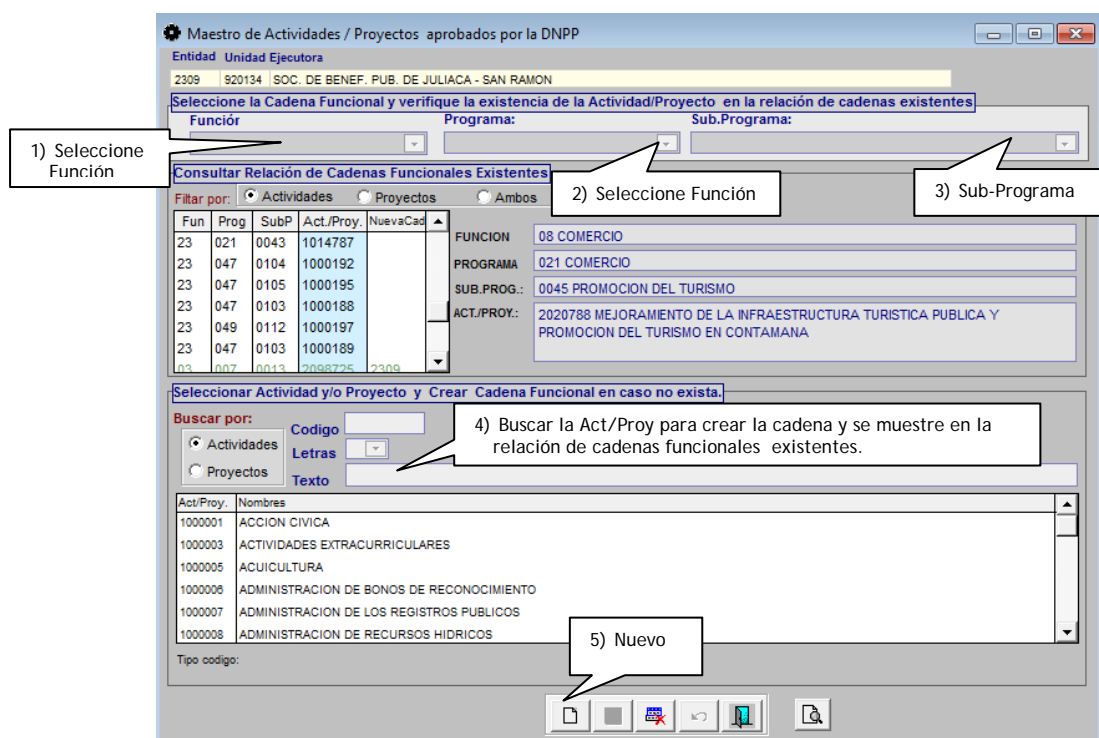 Maestro de Actividades / Proyectos aprobados por la DNPP
Entidad Unidad Ejecutora
2309 920134 SOC. DE BENEF. PUB. DE JULIACA - SAN RAMON
Seleccione la Cadena Funcional y verifique la existencia de la Actividad/Proyecto en la relación de cadenas existentes
Función Programa: Sub.Programa:
1) Seleccione
Función
2) Seleccione Función
3) Sub-Programa
Consultar Relación de Cadenas Funcionales Existentes
Filtar por: Actividades Proyectos Ambos
Fun Prog SubP Act./Proy. NuevaCad
23 021 0043 1014787
23 047 0104 1000192
23 047 0105 1000195
23 047 0103 1000188
23 049 0112 1000197
23 047 0103 1000189
03 007 0013 2098725 2309
FUNCION 08 COMERCIO
PROGRAMA 021 COMERCIO
SUB.PROG.: 0045 PROMOCION DEL TURISMO
ACT./PROY.: 2020788 MEJORAMIENTO DE LA INFRAESTRUCTURA TURISTICA PUBLICA Y
PROMOCION DEL TURISMO EN CONTAMANA
Seleccionar Actividad y/o Proyecto y Crear Cadena Funcional en caso no exista.
Buscar por:
Actividades
Proyectos
Codigo
Letras
Texto
4) Buscar la Act/Proy para crear la cadena y se muestre en la
relación de cadenas funcionales existentes.
Act/Proy. Nombres
1000001 ACCION CIVICA
1000003 ACTIVIDADES EXTRACURRICULARES
1000005 ACUICULTURA
1000006 ADMINISTRACION DE BONOS DE RECONOCIMIENTO
1000007 ADMINISTRACION DE LOS REGISTROS PUBLICOS
1000008 ADMINISTRACION DE RECURSOS HIDRICOS
5) Nuevo
Tipo codigo: